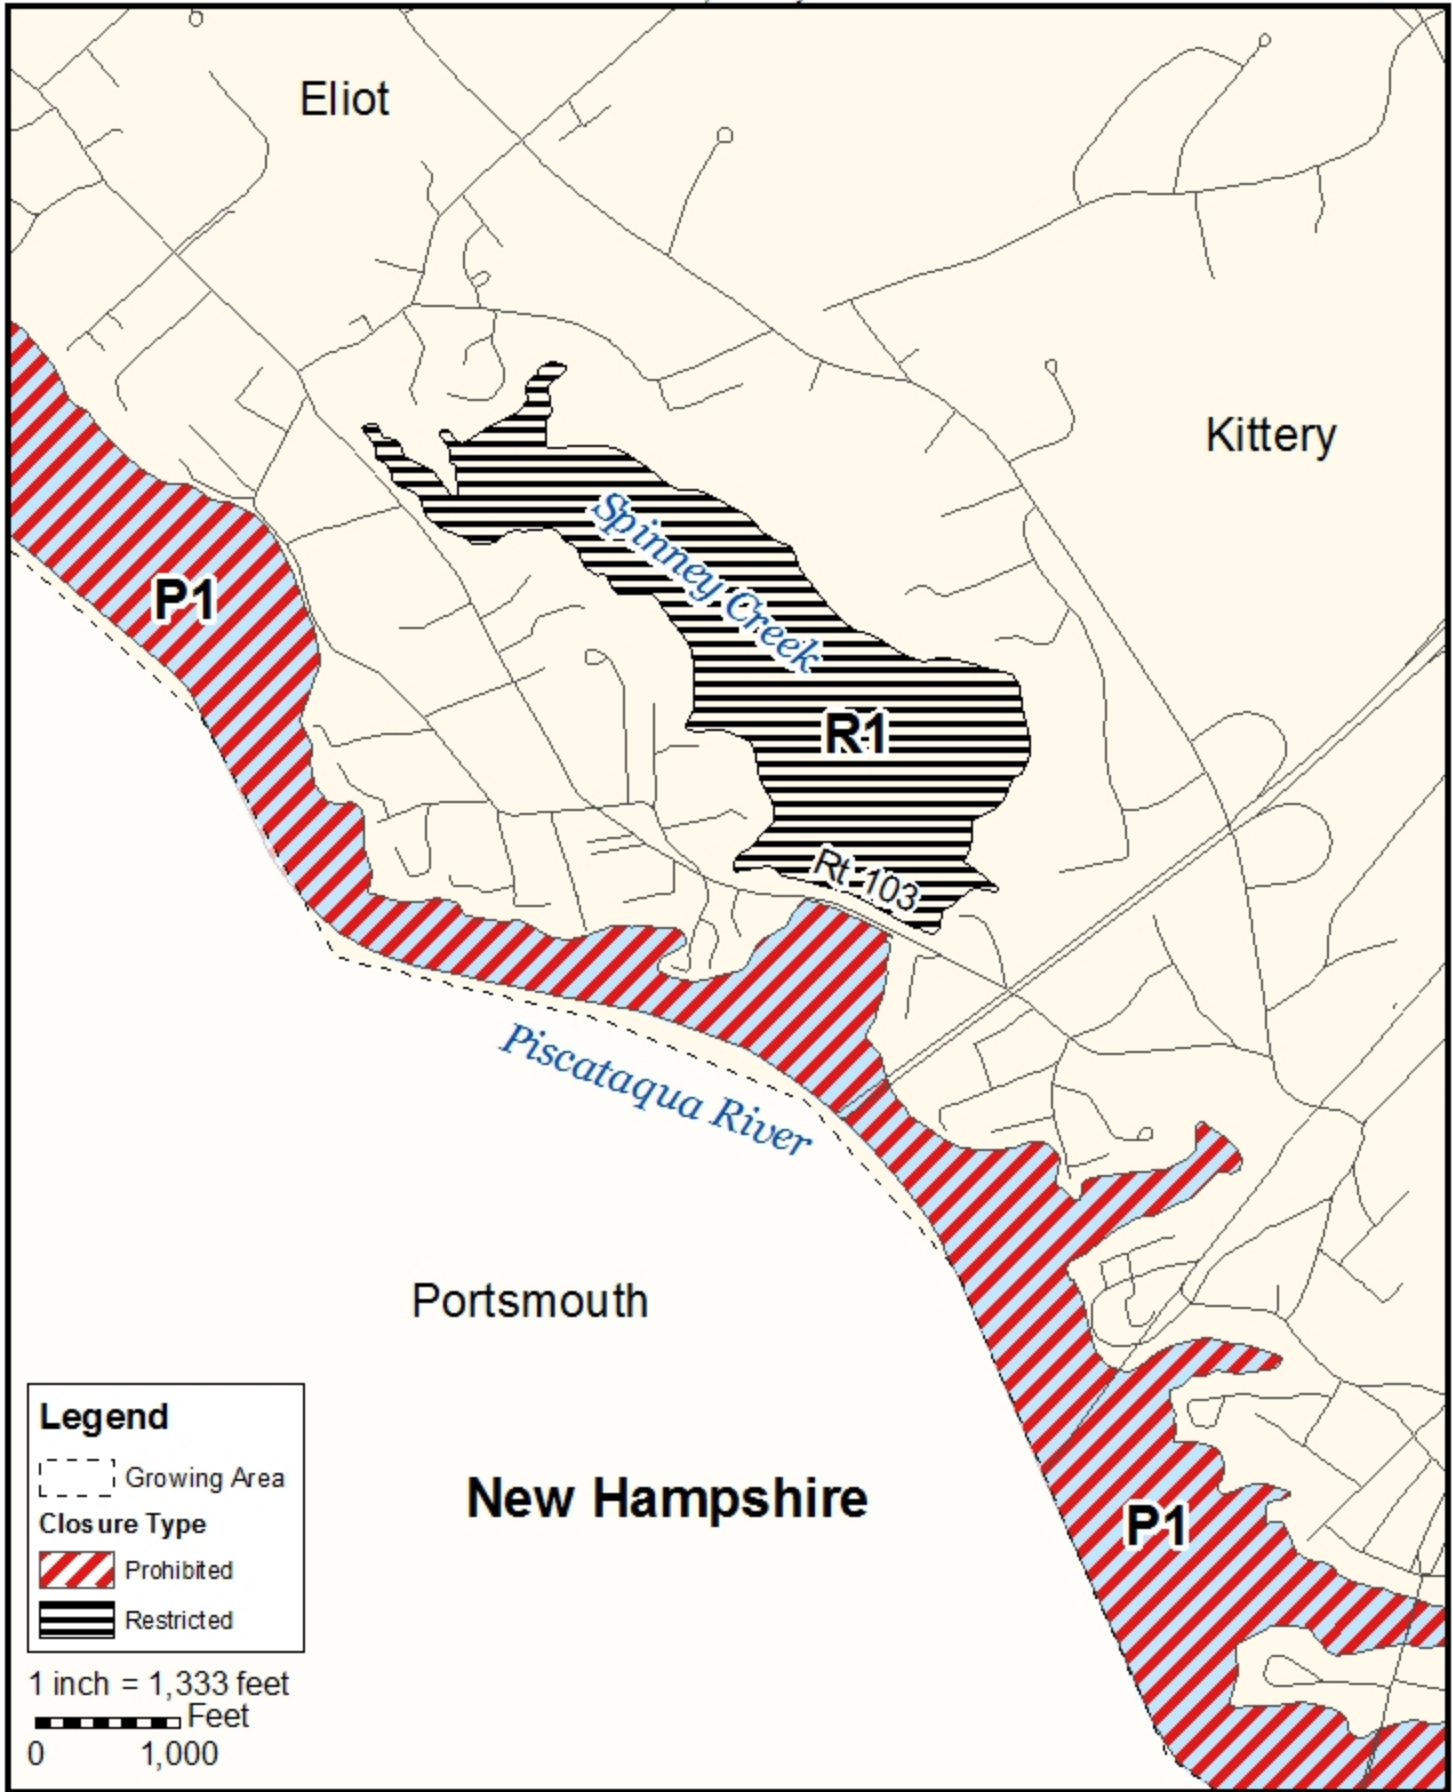 Eliot
Kittery
Spinney Creek
P1
R1
Rt 103
Piscataqua River
Portsmouth
New Hampshire
P1
Legend
Growing Area
Closure Type
Prohibited
Restricted
1 inch = 1,333 feet
Feet
0 1,000